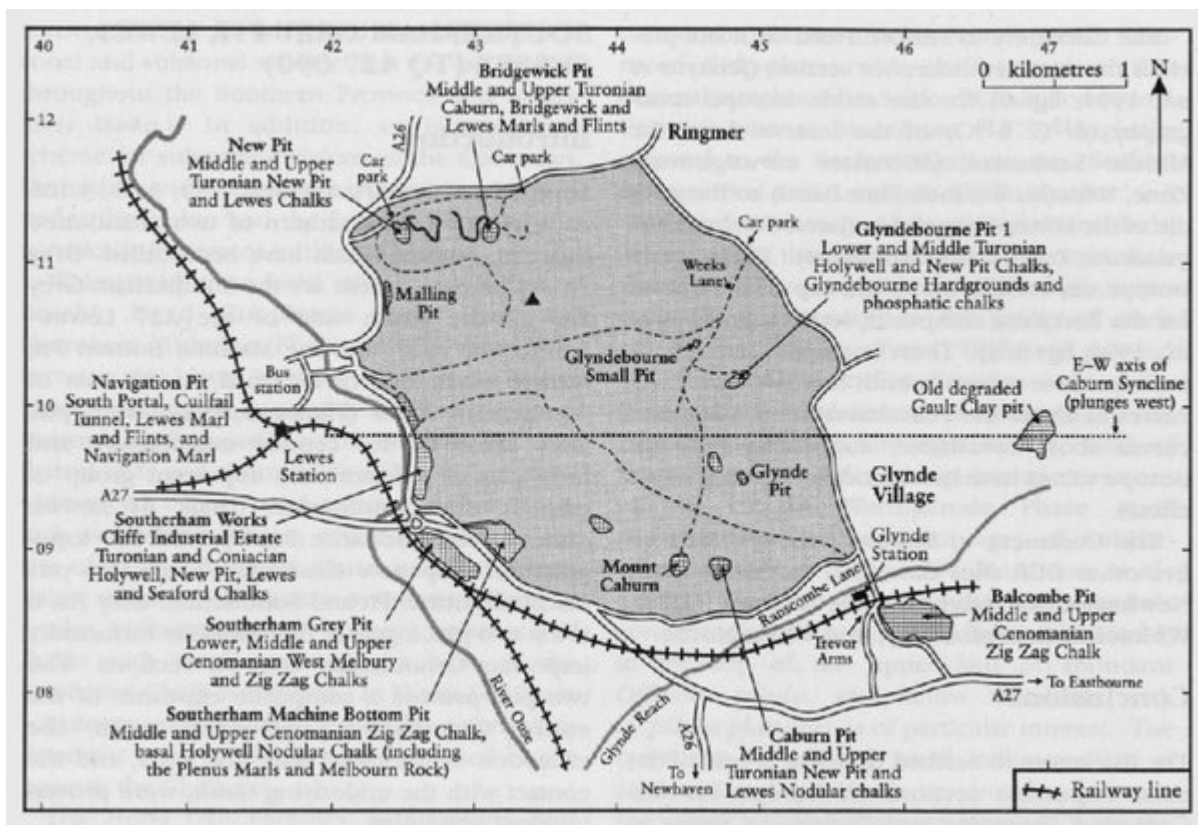 40
41
42
43
44
45
46
47
0 kilometres 1
N
12
11
10
09
08
Bridgewick Pit
Middle and Upper Turonian
Caburn, Bridgewick and
Lewes Marls and Flints
A26
Ringmer
New Pit
Middle and Upper
Turonian New Pit
and Lewes Chalks
Car
park
Car park
Car park
Glyndebourne Pit 1
Lower and Middle Turonian
Holywell and New Pit Chalks,
Glyndebourne Hardgrounds and
phosphatic chalks
Weeks
Lane
Malling
Pit
Glyndebourne
Small Pit
Bus
station
E–W axis of
Caburn Syncline
(plunges west)
Old degraded
Gault Clay pit
Navigation Pit
South Portal, Cuilfail
Tunnel, Lewes Marl
and Flints, and
Navigation Marl
Lewes
Station
A27
Glynde
Pit
Glynde
Village
Southerham Works
Cliffe Industrial Estate
Turonian and Coniacian
Holywell, New Pit, Lewes
and Seaford Chalks
Glynde
Station
Mount
Caburn
Ranscombe Lane
Balcombe Pit
Middle and Upper
Cenomanian
Zig Zag Chalk
Southerham Grey Pit
Lower, Middle and Upper
Cenomanian West Melbury
and Zig Zag Chalks
Trevor
Arms
To Eastbourne
A27
River Ouse
Glynde Reach
A26
Southerham Machine Bottom Pit
Middle and Upper Cenomanian Zig Zag Chalk,
basal Holywell Nodular Chalk (including
the Plenus Marls and Melbourn Rock)
Caburn Pit
Middle and Upper
Turonian New Pit and
Lewes Nodular chalks
To
Newhaven
Railway line
40
41
42
43
44
45
46